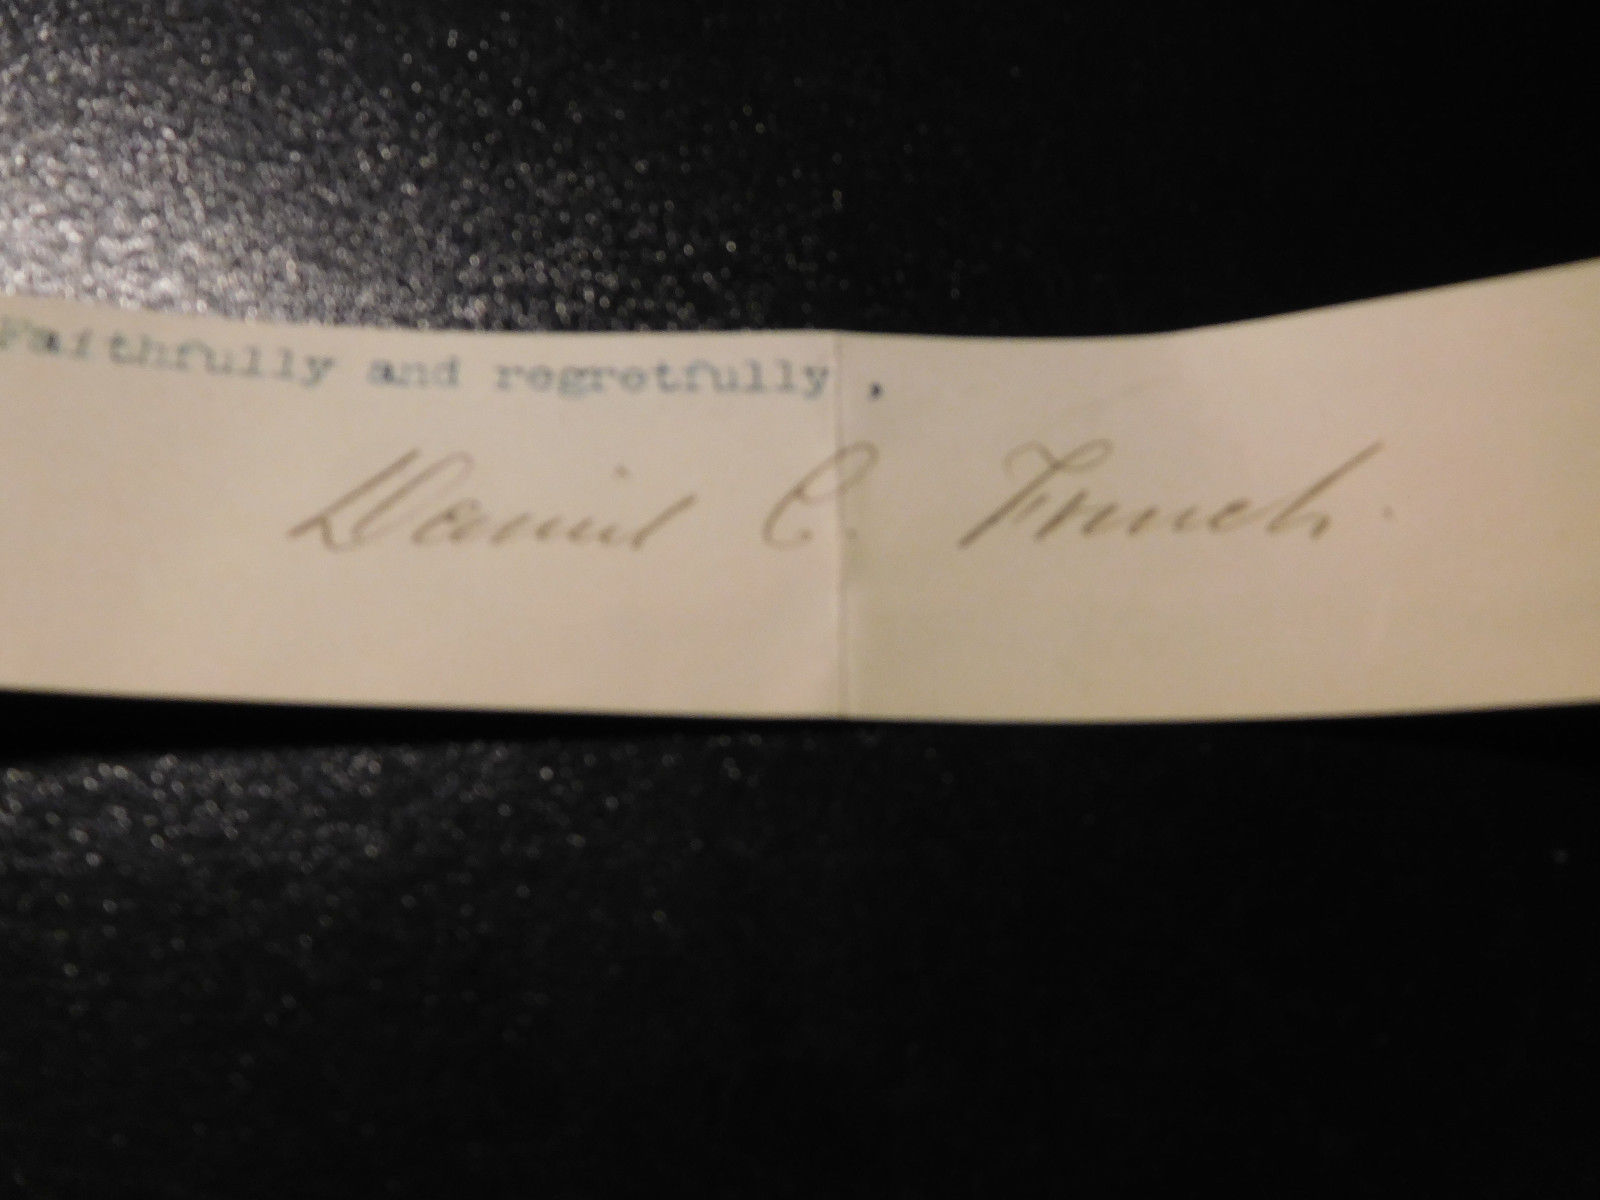 Faithfully and regretfully ,
Daniel C. French.